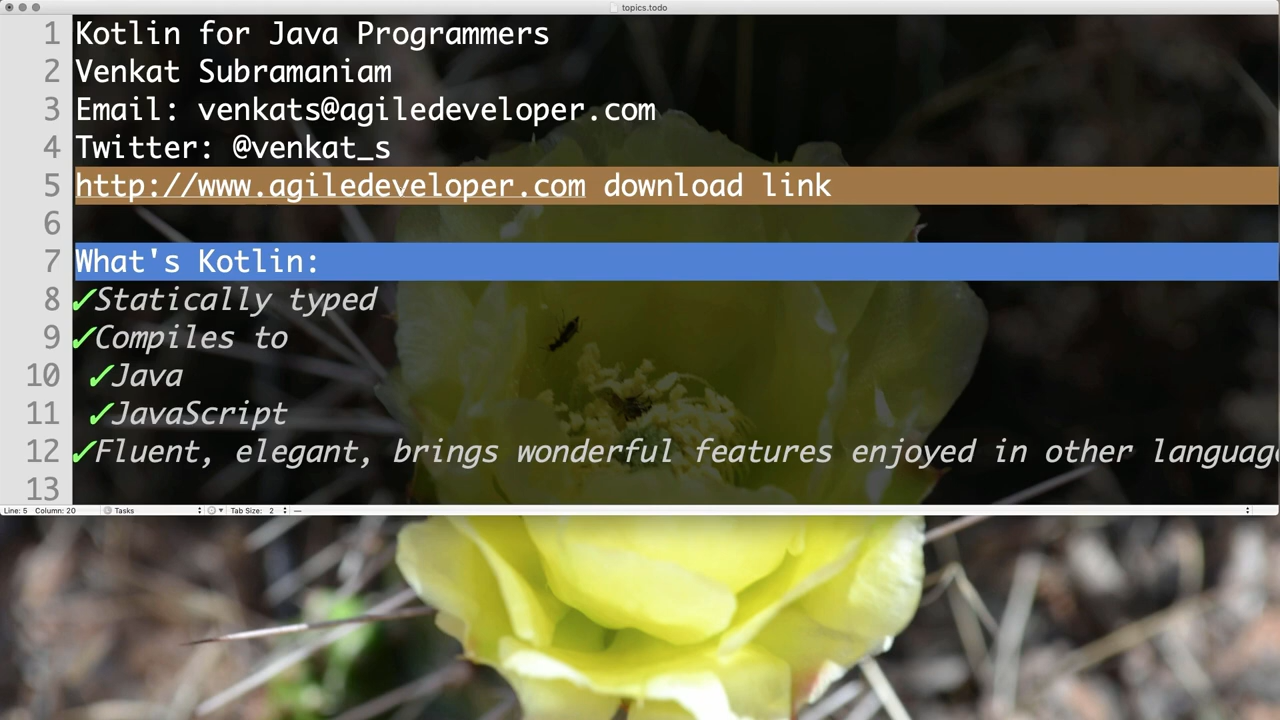 topics.todo
1 Kotlin for Java Programmers
2 Venkat Subramaniam
3 Email: venkats@agiledeveloper.com
4 Twitter: @venkat_s
5 http://www.agiledeveloper.com download link
6
7 What's Kotlin:
8 ✓Statically typed
9 ✓Compiles to
10 ✓Java
11 ✓JavaScript
12 ✓Fluent, elegant, brings wonderful features enjoyed in other languag
13
Line: 5 Column: 20 Tasks Tab Size: 2 —